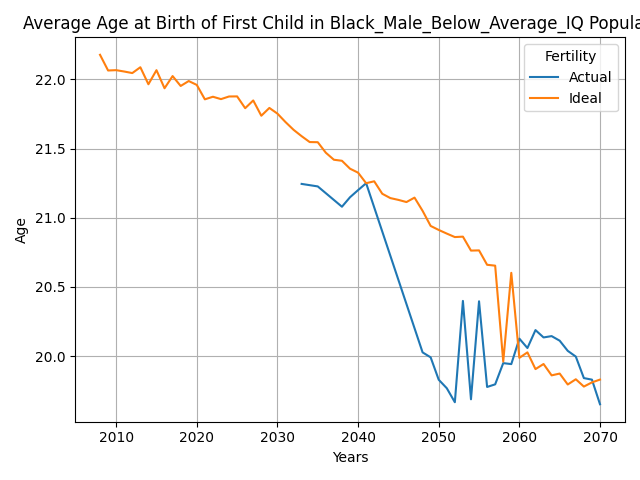 Average Age at Birth of First Child in Black_Male_Below_Average_IQ Popula
Fertility
Actual
Ideal
22.0
21.5
21.0
20.5
20.0
Age
2010 2020 2030 2040 2050 2060 2070
Years